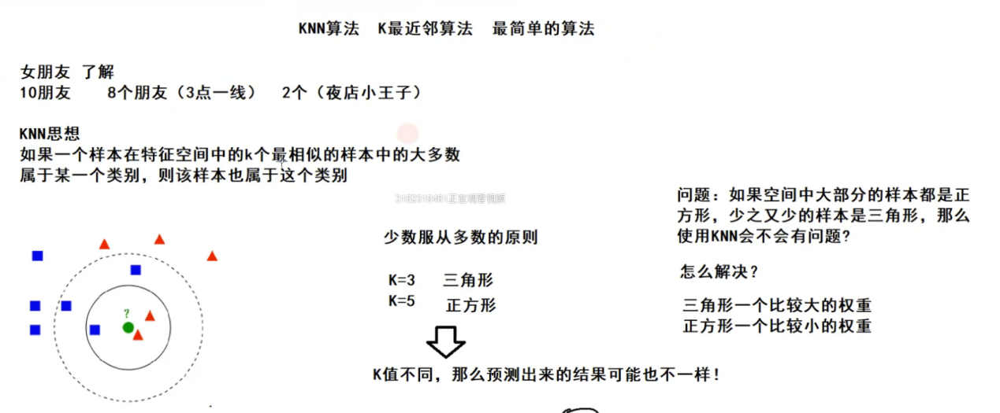 KNN算法 K最近邻算法 最简单的算法
女朋友 了解
10朋友 8个朋友（3点一线） 2个（夜店小王子）
KNN思想
如果一个样本在特征空间中的k个最相似的样本中的大多数
属于某一个类别，则该样本也属于这个类别
3182319461正在观看视频
问题：如果空间中大部分的样本都是正
方形，少之又少的样本是三角形，那么
使用KNN会不会有问题?
少数服从多数的原则
怎么解决？
K=3 三角形
K=5 正方形
三角形一个比较大的权重
正方形一个比较小的权重
?
K值不同，那么预测出来的结果可能也不一样！